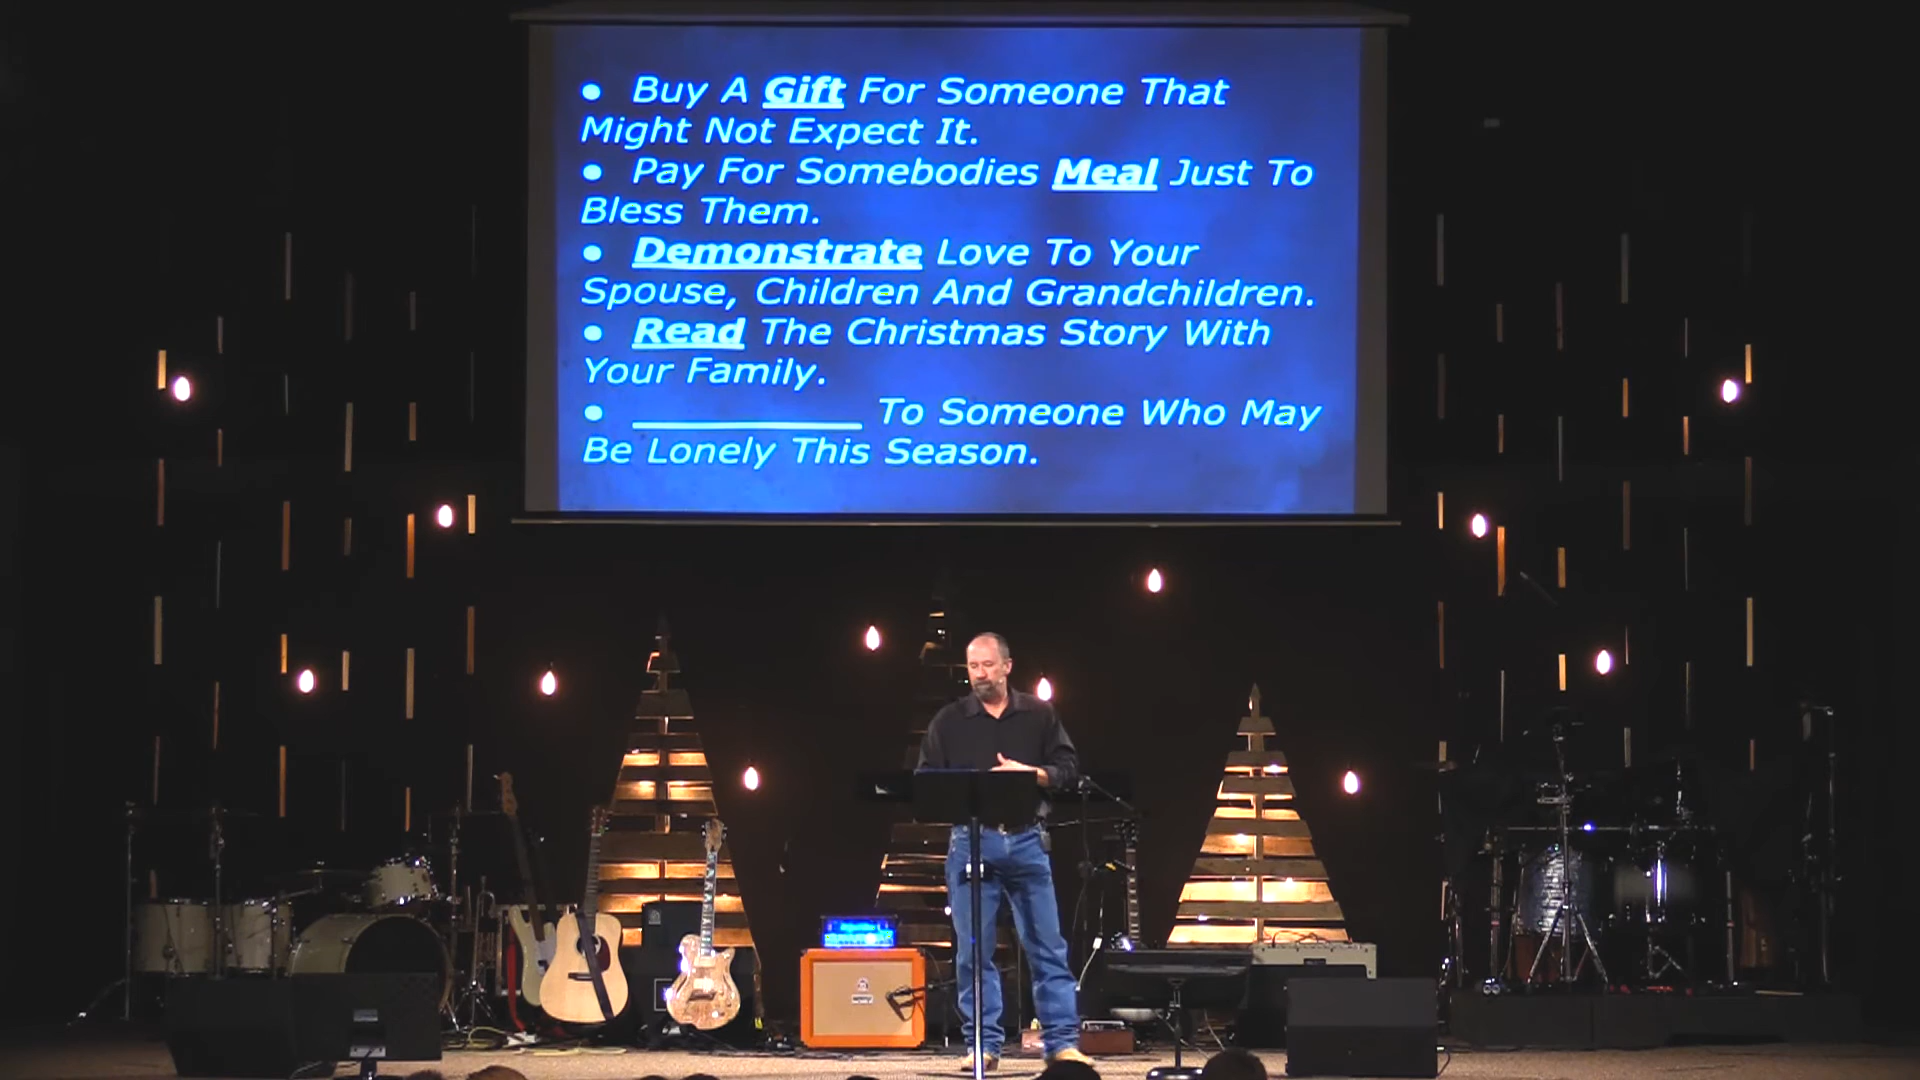 ● Buy A Gift For Someone That
Might Not Expect It.
● Pay For Somebodies Meal Just To
Bless Them.
● Demonstrate Love To Your
Spouse, Children And Grandchildren.
● Read The Christmas Story With
Your Family.
● __________ To Someone Who May
Be Lonely This Season.